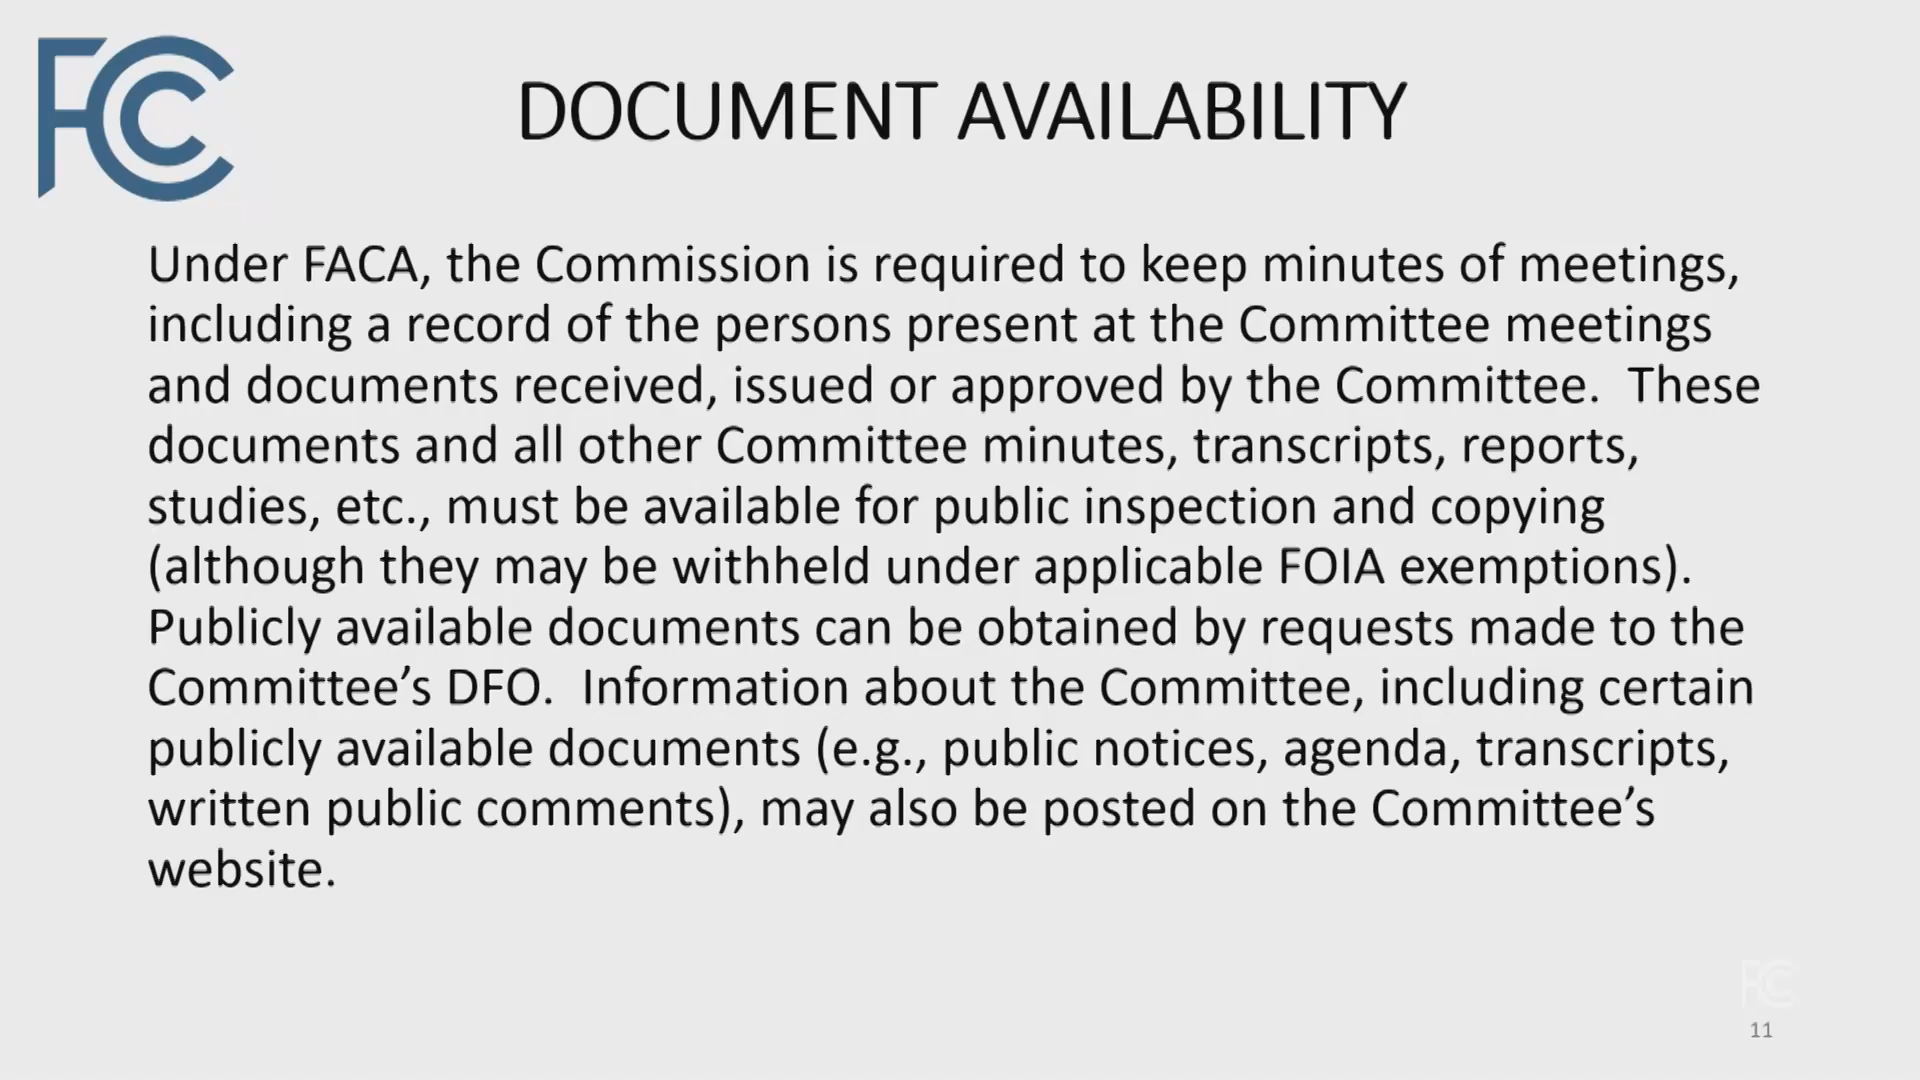 FCC
DOCUMENT AVAILABILITY
Under FACA, the Commission is required to keep minutes of meetings,
including a record of the persons present at the Committee meetings
and documents received, issued or approved by the Committee.  These
documents and all other Committee minutes, transcripts, reports,
studies, etc., must be available for public inspection and copying
(although they may be withheld under applicable FOIA exemptions).
Publicly available documents can be obtained by requests made to the
Committee’s DFO.  Information about the Committee, including certain
publicly available documents (e.g., public notices, agenda, transcripts,
written public comments), may also be posted on the Committee’s
website.
FCC
11